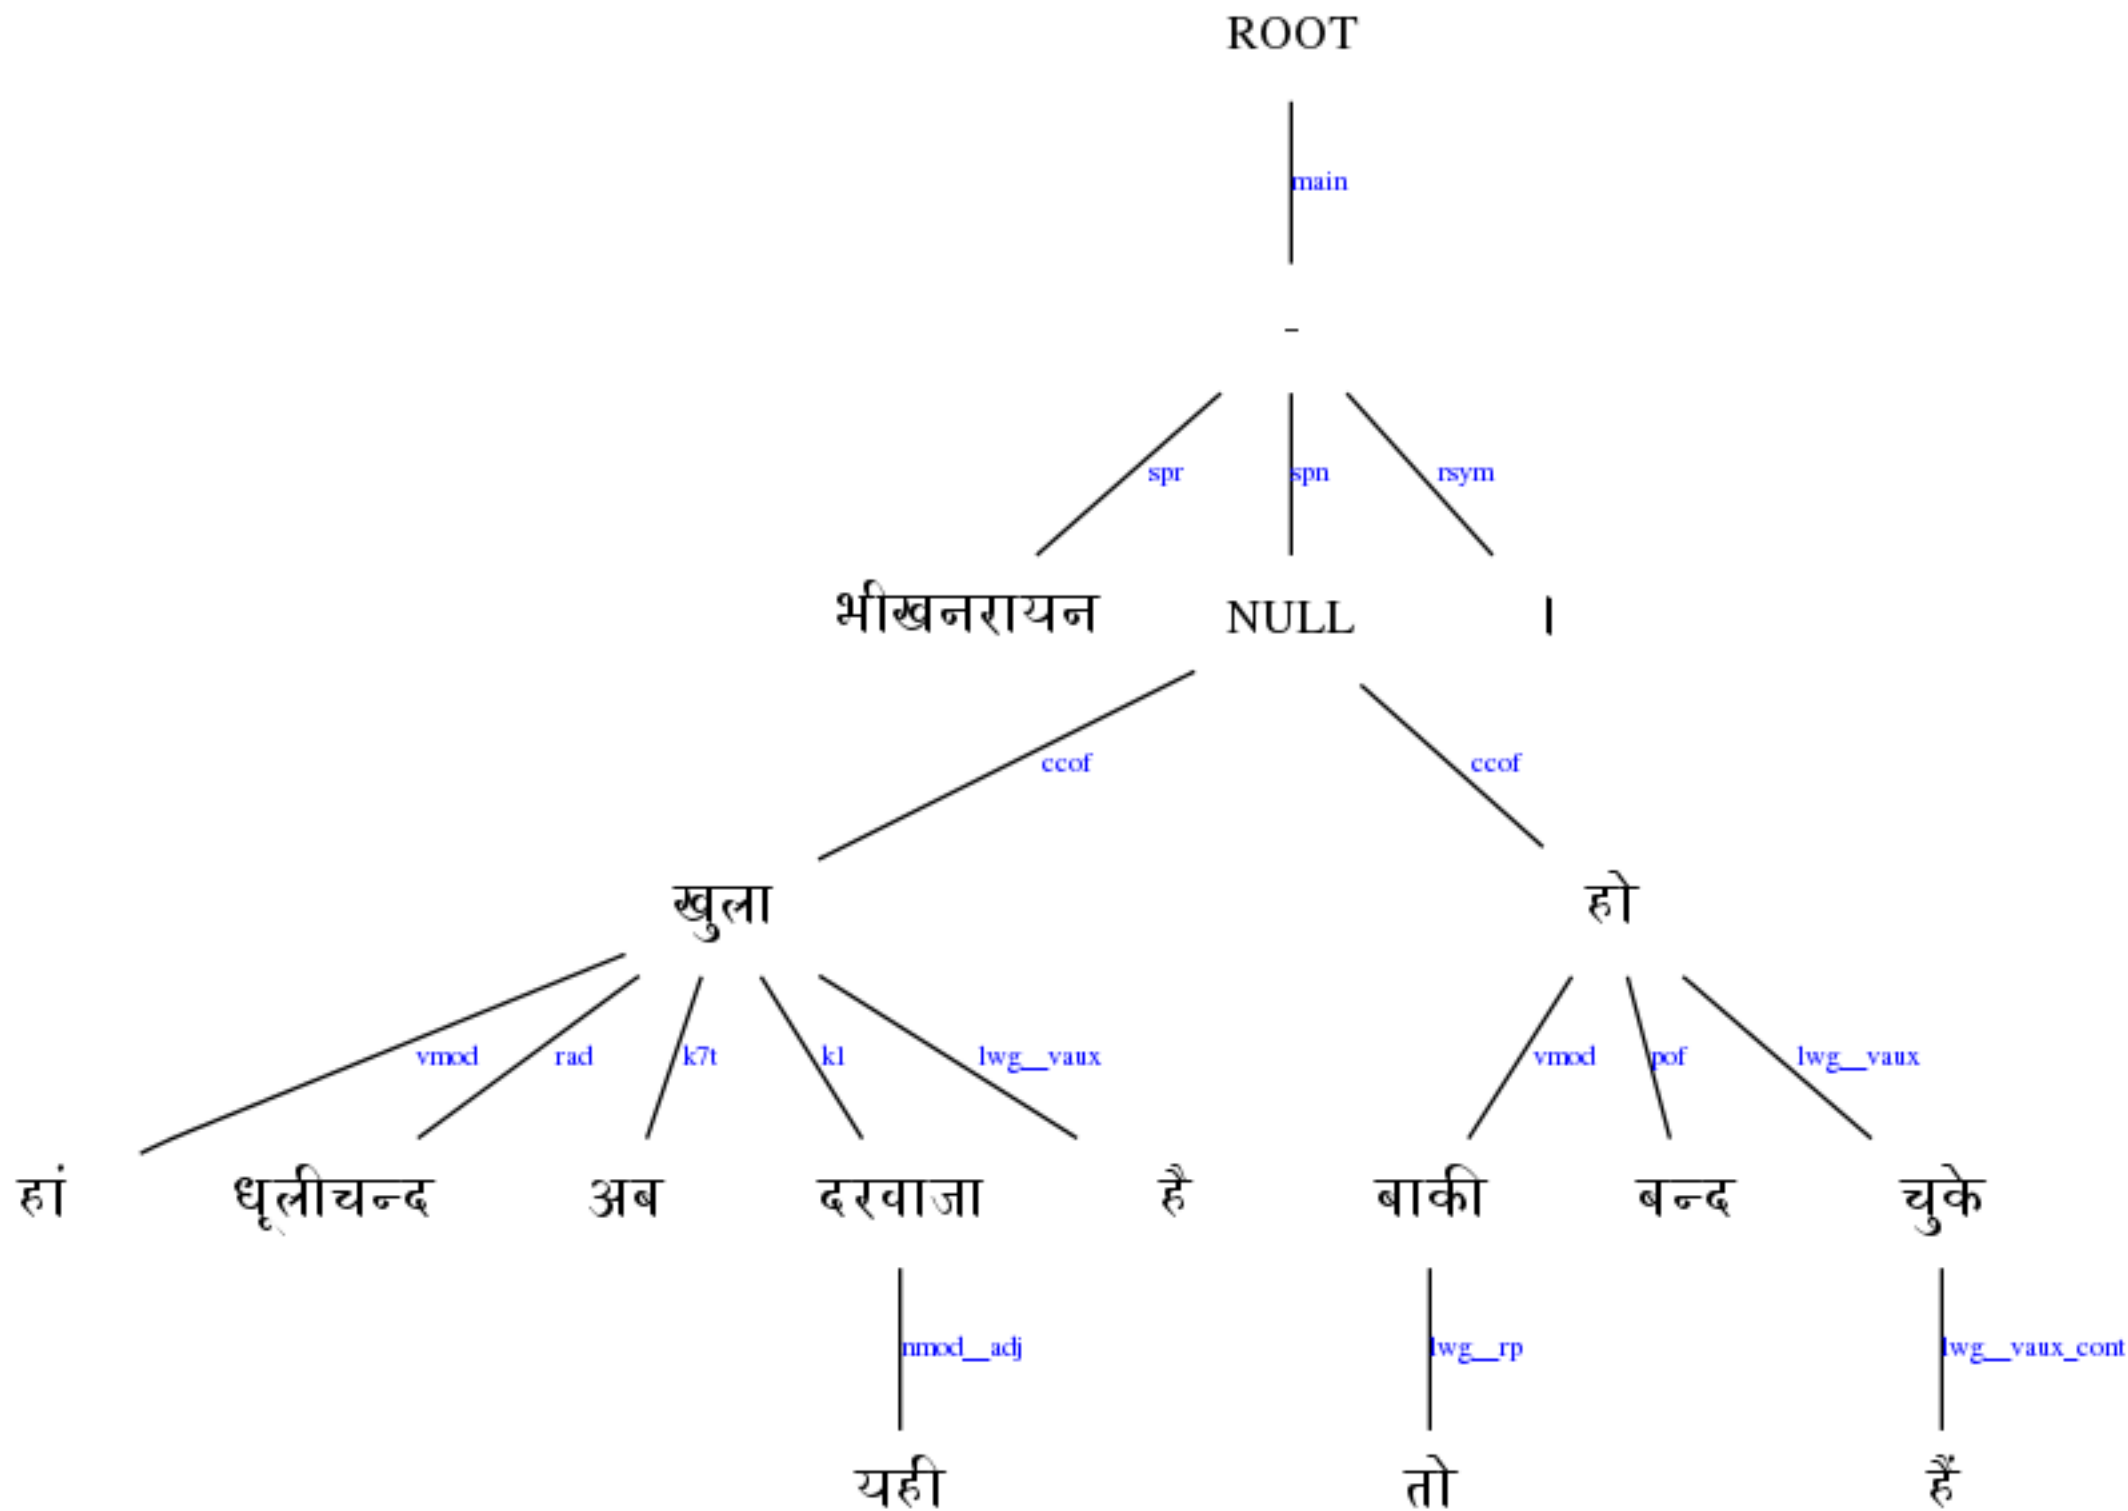 ROOT
main
-
spr spn rsym
भीखनरायन NULL ।
ccof ccof
खुला हो
vmod rad k7t k1 lwg__vaux vmod pof lwg__vaux
हां धूलीचन्द अब दरवाजा है बाकी बन्द चुके
nmod__adj lwg__rp lwg__vaux_cont
यही तो हैं